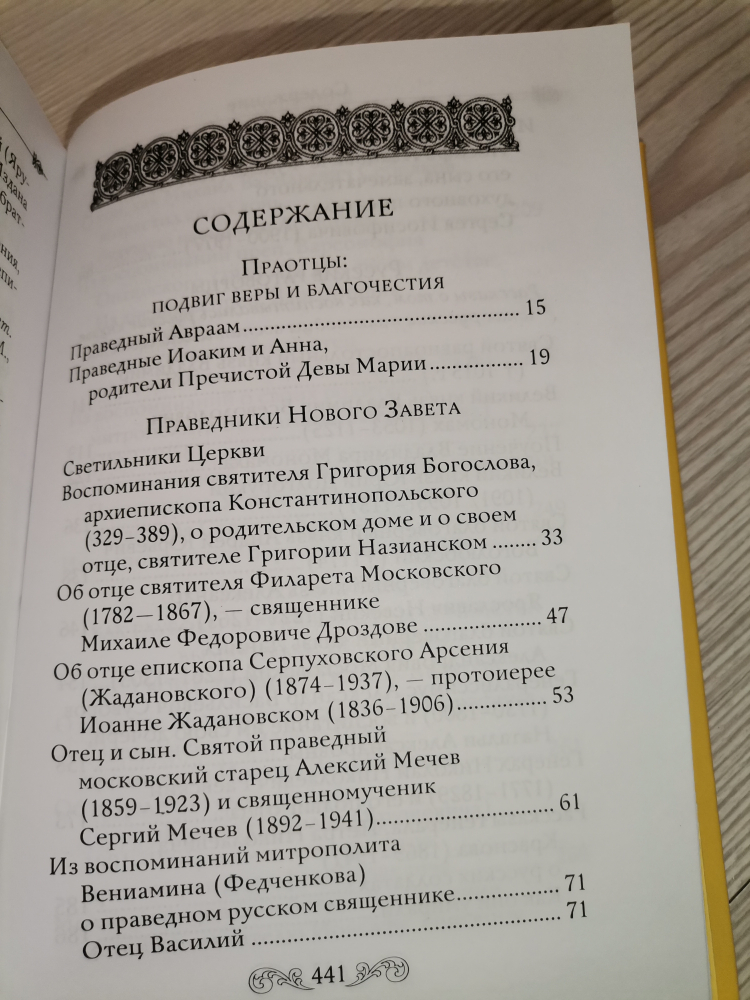 й (Яру-
Издана
брат-
ния,
СОДЕРЖАНИЕ
Праотцы:
подвиг веры и благочестия
Праведный Авраам................................................ 15
Праведные Иоаким и Анна,
родители Пречистой Девы Марии................ 19
Праведники Нового Завета
Светильники Церкви
Воспоминания святителя Григория Богослова,
архиепископа Константинопольского
(329–389), о родительском доме и о своем
отце, святителе Григории Назианском ........ 33
Об отце святителя Филарета Московского
(1782—1867), — священнике
Михаиле Федоровиче Дроздове .................... 47
Об отце епископа Серпуховского Арсения
(Жадановского) (1874–1937), — протоиерее
Иоанне Жадановском (1836–1906)............... 53
Отец и сын. Святой праведный
московский старец Алексий Мечев
(1859–1923) и священномученик
Сергий Мечев (1892–1941).............................. 61
Из воспоминаний митрополита
Вениамина (Федченкова)
о праведном русском священнике.................. 71
Отец Василий .................................................... 71
441